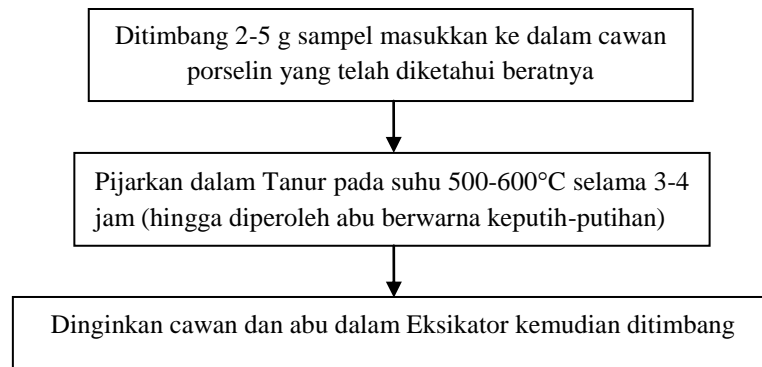 Ditimbang 2-5 g sampel masukkan ke dalam cawan
porselin yang telah diketahui beratnya
Pijarkan dalam Tanur pada suhu 500-600°C selama 3-4
jam (hingga diperoleh abu berwarna keputih-putihan)
Dinginkan cawan dan abu dalam Eksikator kemudian ditimbang